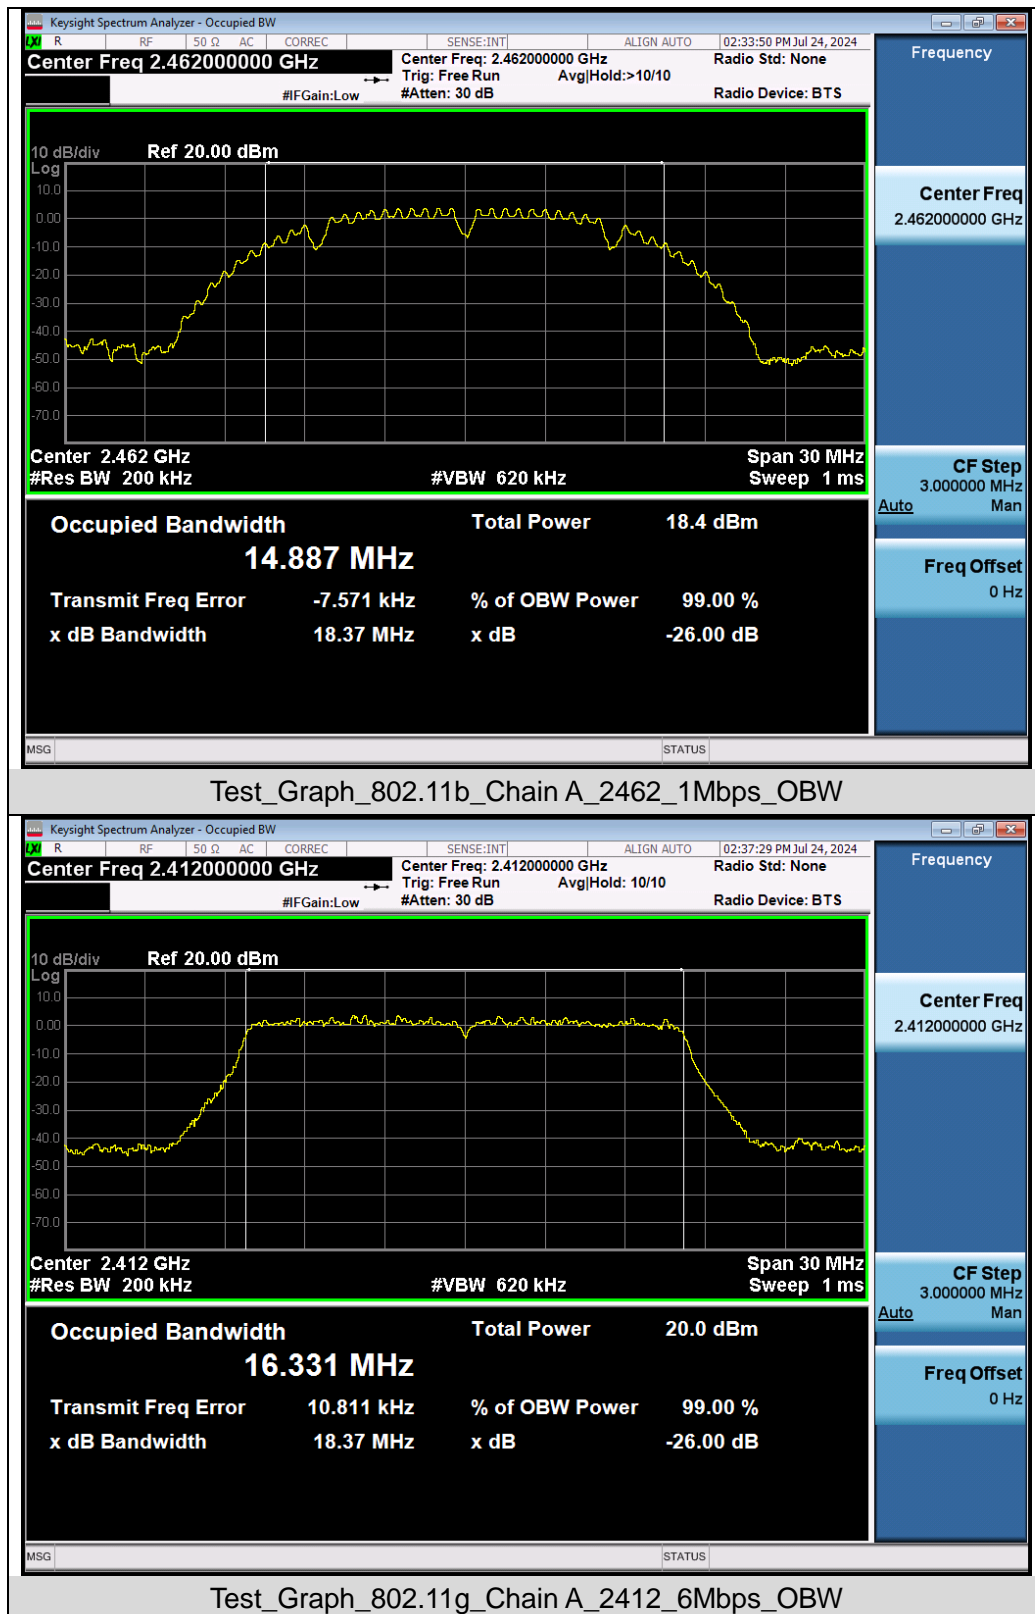 Keysight Spectrum Analyzer - Occupied BW
LXI R RF 50 Ω AC CORREC SENSE:INT ALIGN AUTO 02:33:50 PM Jul 24, 2024
Center Freq 2.462000000 GHz
Center Freq: 2.462000000 GHz Radio Std: None
Trig: Free Run Avg|Hold:>10/10
#IFGain:Low #Atten: 30 dB Radio Device: BTS
Frequency
10 dB/div Ref 20.00 dBm
Log
10.0
0.00
-10.0
-20.0
-30.0
-40.0
-50.0
-60.0
-70.0
Center 2.462 GHz Span 30 MHz
#Res BW 200 kHz #VBW 620 kHz Sweep 1 ms
Center Freq
2.462000000 GHz
CF Step
3.000000 MHz
Auto Man
Freq Offset
0 Hz
Occupied Bandwidth Total Power 18.4 dBm
14.887 MHz
Transmit Freq Error -7.571 kHz % of OBW Power 99.00 %
x dB Bandwidth 18.37 MHz x dB -26.00 dB
MSG STATUS
Test_Graph_802.11b_Chain A_2462_1Mbps_OBW
Keysight Spectrum Analyzer - Occupied BW
LXI R RF 50 Ω AC CORREC SENSE:INT ALIGN AUTO 02:37:29 PM Jul 24, 2024
Center Freq 2.412000000 GHz
Center Freq: 2.412000000 GHz Radio Std: None
Trig: Free Run Avg|Hold: 10/10
#IFGain:Low #Atten: 30 dB Radio Device: BTS
Frequency
10 dB/div Ref 20.00 dBm
Log
10.0
0.00
-10.0
-20.0
-30.0
-40.0
-50.0
-60.0
-70.0
Center 2.412 GHz Span 30 MHz
#Res BW 200 kHz #VBW 620 kHz Sweep 1 ms
Center Freq
2.412000000 GHz
CF Step
3.000000 MHz
Auto Man
Freq Offset
0 Hz
Occupied Bandwidth Total Power 20.0 dBm
16.331 MHz
Transmit Freq Error 10.811 kHz % of OBW Power 99.00 %
x dB Bandwidth 18.37 MHz x dB -26.00 dB
MSG STATUS
Test_Graph_802.11g_Chain A_2412_6Mbps_OBW